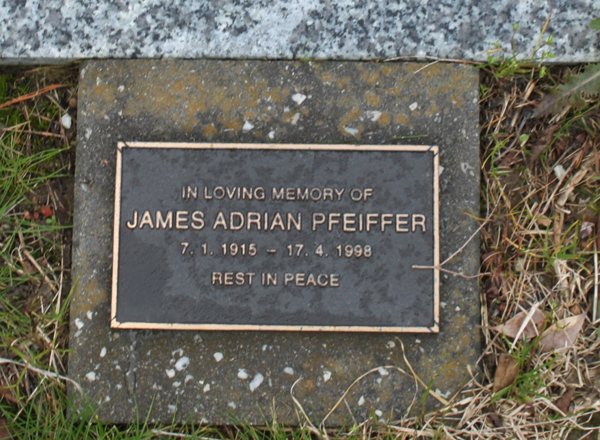 IN LOVING MEMORY OF
JAMES ADRIAN PFEIFFER
7. 1. 1915 – 17. 4. 1998
REST IN PEACE